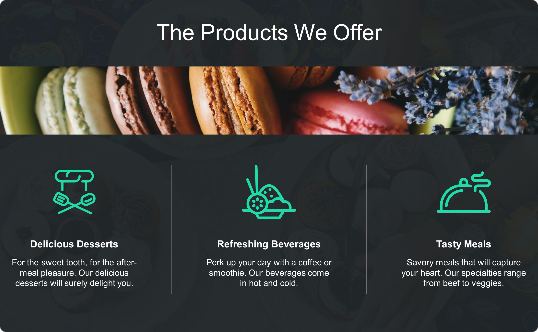 The Products We Offer
Delicious Desserts
For the sweet tooth, for the after-
meal pleasure. Our delicious
desserts will surely delight you.
Refreshing Beverages
Perk up your day with a coffee or
smoothie. Our beverages come
in hot and cold.
Tasty Meals
Savory meals that will capture
your heart. Our specialties range
from beef to veggies.